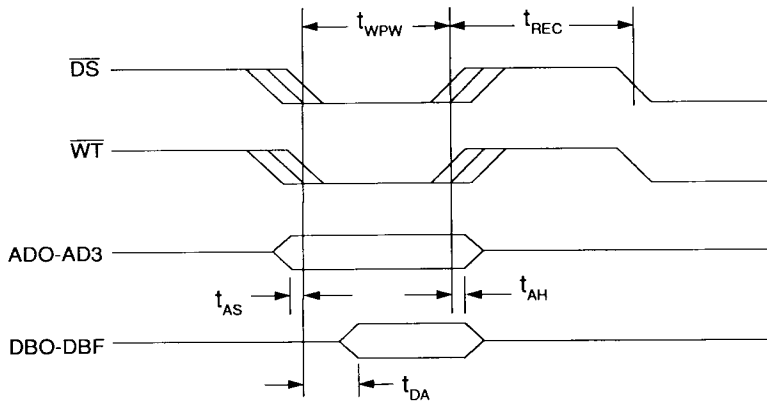 tWPW
tREC
DS
WT
ADO-AD3
tAS
tAH
DBO-DBF
tDA